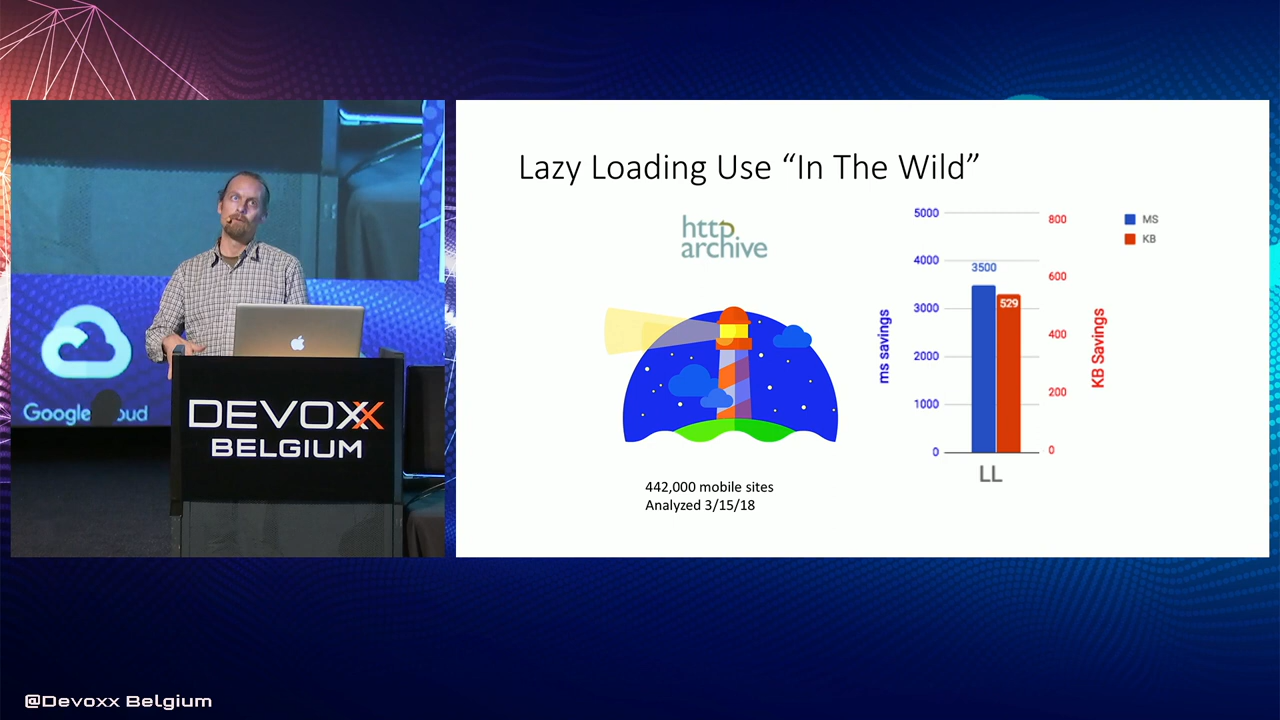 Lazy Loading Use “In The Wild”
http
archive
442,000 mobile sites
Analyzed 3/15/18
5000
4000
3000
2000
1000
0
ms savings
3500
529
LL
800
600
400
200
0
KB Savings
MS
KB
DEVOXX
BELGIUM
@Devoxx Belgium